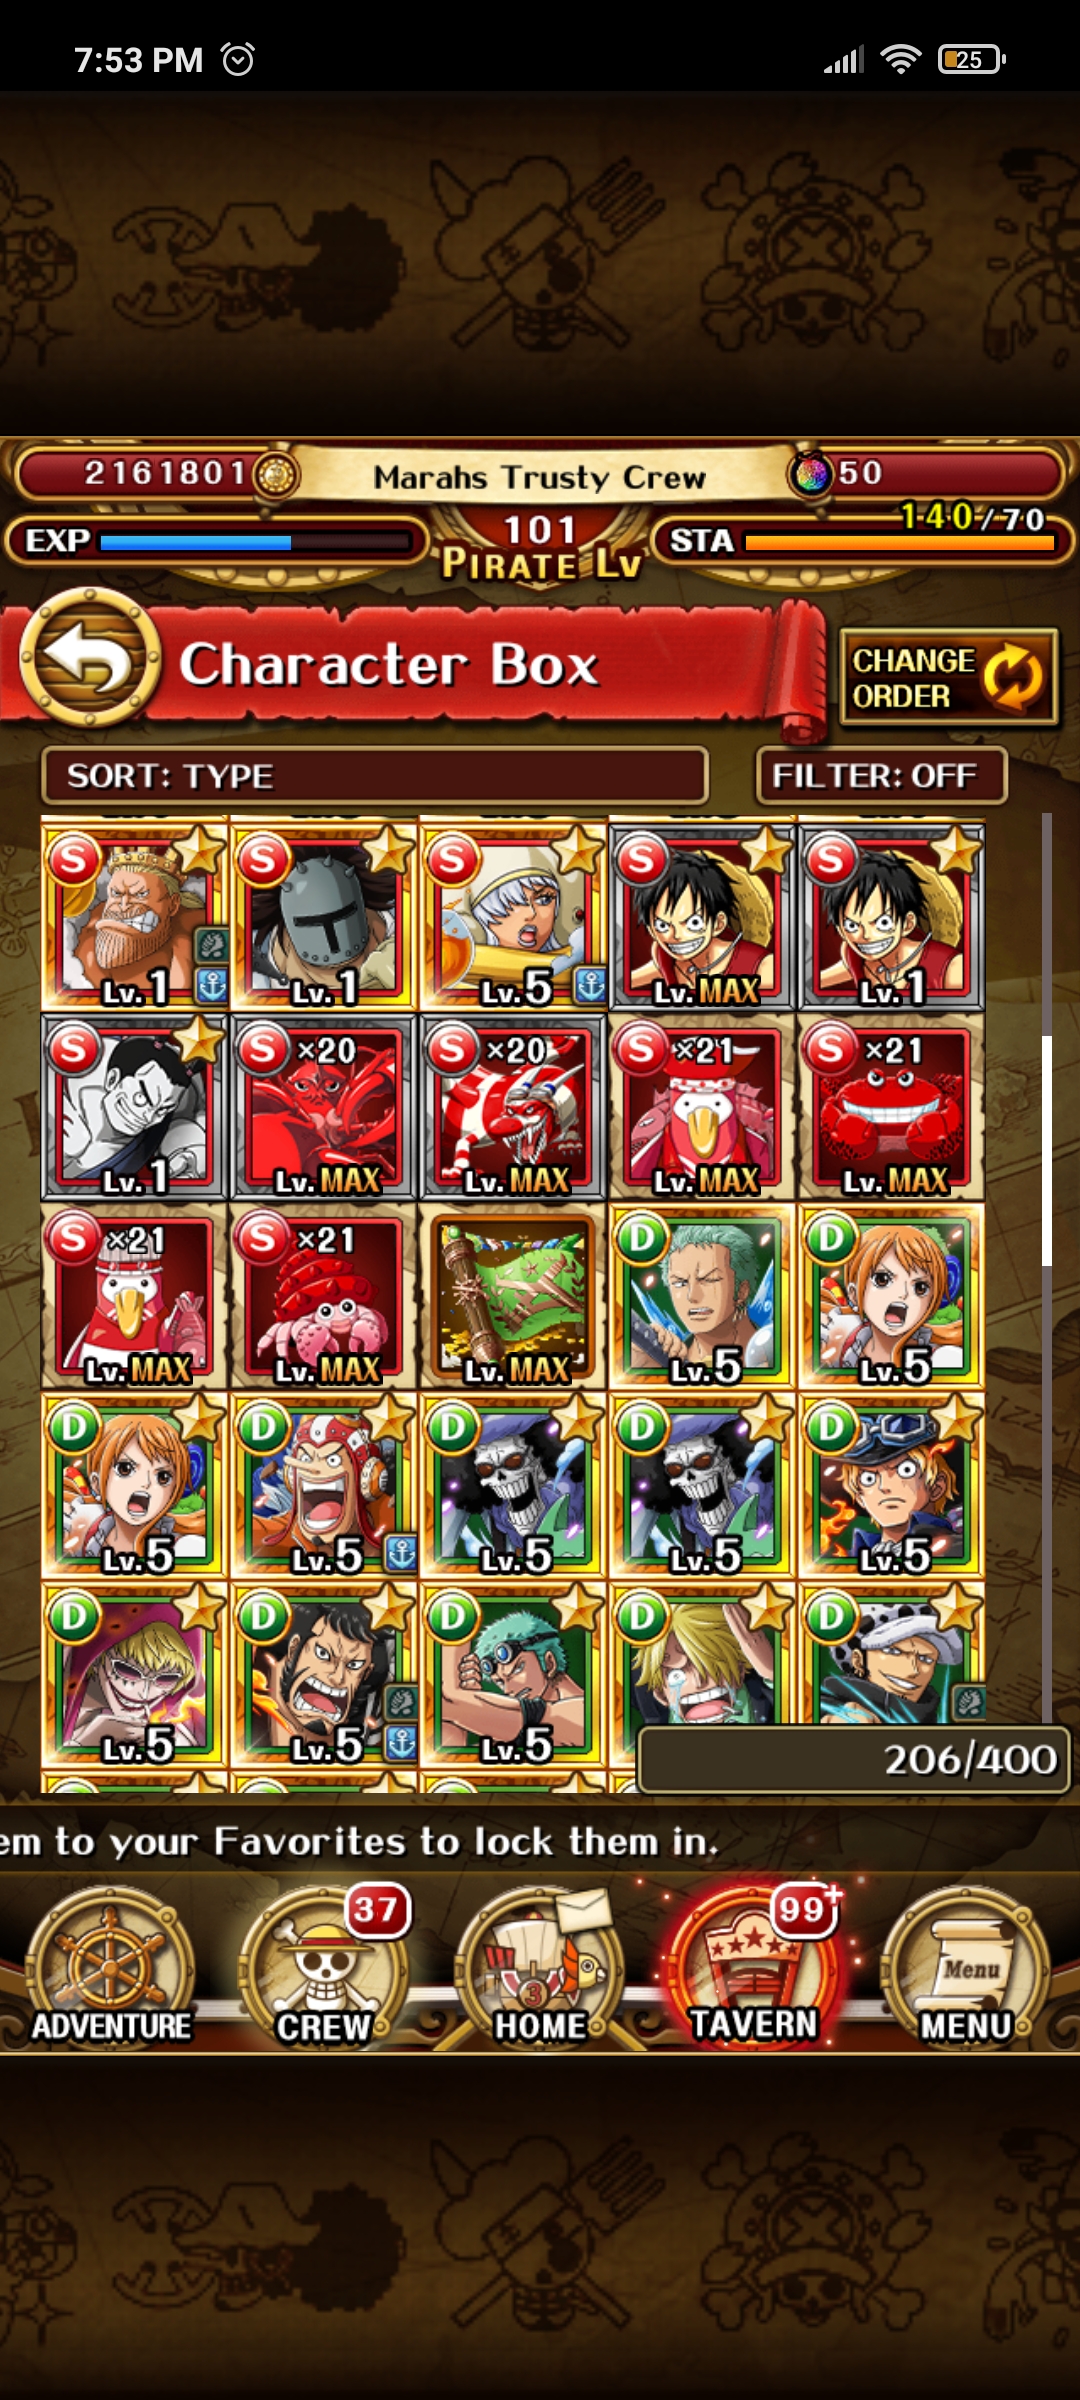 7:53 PM
25
2161801
Marahs Trusty Crew
50
EXP
101
PIRATE Lv
STA
140/70
Character Box
CHANGE
ORDER
SORT: TYPE
FILTER: OFF
S S S S S
Lv.1 Lv.1 Lv.5 Lv.MAX Lv.1
S S ×20 S ×20 S ×21 S ×21
Lv.1 Lv.MAX Lv.MAX Lv.MAX Lv.MAX
S ×21 S ×21 D D
Lv.MAX Lv.MAX Lv.MAX Lv.5 Lv.5
D D D D D
Lv.5 Lv.5 Lv.5 Lv.5 Lv.5
D D D D D
Lv.5 Lv.5 Lv.5
206/400
em to your Favorites to lock them in.
37
99+
3
Menu
ADVENTURE CREW HOME TAVERN MENU